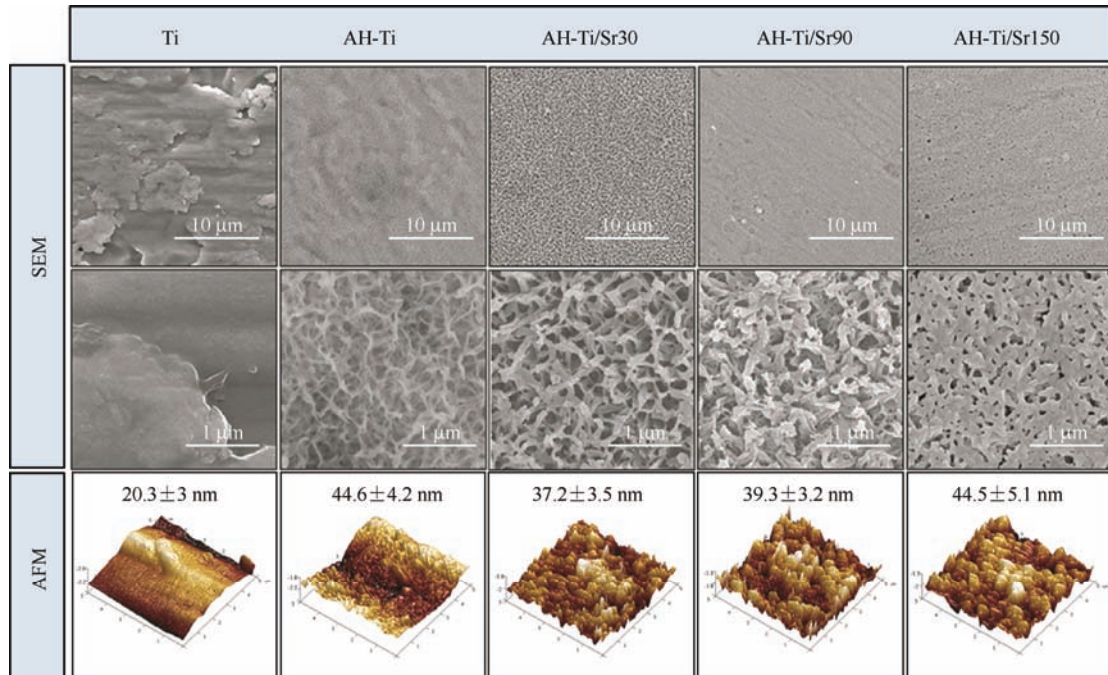 Ti AH-Ti AH-Ti/Sr30 AH-Ti/Sr90 AH-Ti/Sr150
SEM
10 μm 10 μm 10 μm 10 μm 10 μm
1 μm 1 μm 1 μm 1 μm 1 μm
AFM
20.3±3 nm 44.6±4.2 nm 37.2±3.5 nm 39.3±3.2 nm 44.5±5.1 nm